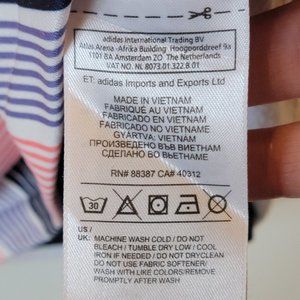 adidas International Trading BV
Atlas Arena - Afrika Building Hoogoorddreef 9a
1101 BA Amsterdam ZO The Netherlands
VAT NO. NL 8073.01.322.B.01
ET: adidas Imports and Exports Ltd
MADE IN VIETNAM
FABRIQUÉ AU VIETNAM
FABRICADO EN VIETNAM
FABRICADO NO VIETNAME
GYÁRTVA: VIETNAM
ПРОИЗВЕДЕНО ВЪВ ВИЕТНАМ
СДЕЛАНО ВО ВЬЕТНАМЕ
RN# 88387 CA# 40312
30
US /
UK: MACHINE WASH COLD / DO NOT
BLEACH / TUMBLE DRY LOW / COOL
IRON IF NEEDED / DO NOT DRYCLEAN
DO NOT USE FABRIC SOFTENER/
WASH WITH LIKE COLORS/REMOVE
PROMPTLY AFTER WASH